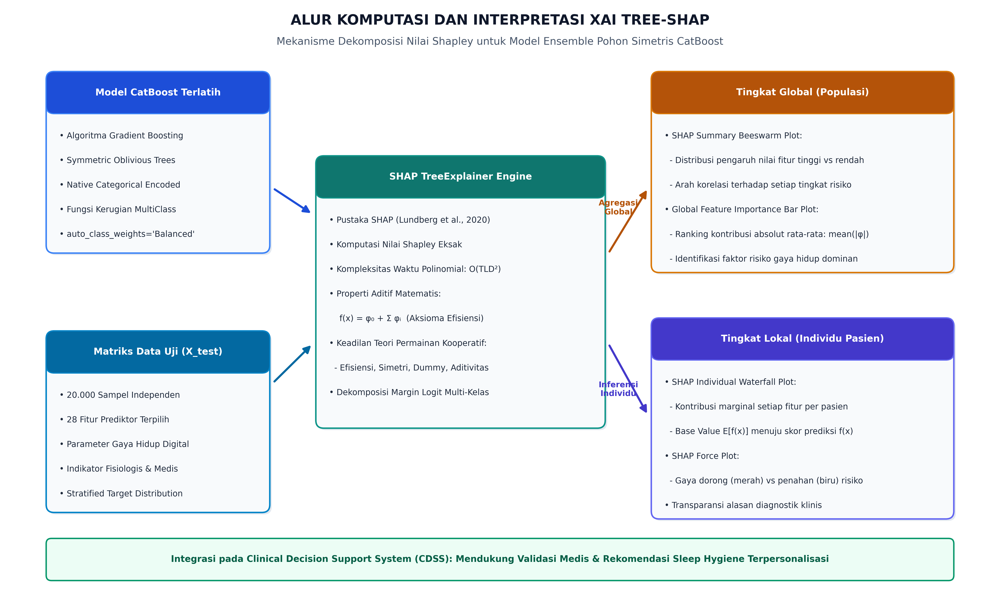 ALUR KOMPUTASI DAN INTERPRETASI XAI TREE-SHAP
Mekanisme Dekomposisi Nilai Shapley untuk Model Ensemble Pohon Simetris CatBoost
Model CatBoost Terlatih
• Algoritma Gradient Boosting
• Symmetric Oblivious Trees
• Native Categorical Encoded
• Fungsi Kerugian MultiClass
• auto_class_weights='Balanced'
Matriks Data Uji (X_test)
• 20.000 Sampel Independen
• 28 Fitur Prediktor Terpilih
• Parameter Gaya Hidup Digital
• Indikator Fisiologis & Medis
• Stratified Target Distribution
SHAP TreeExplainer Engine
• Pustaka SHAP (Lundberg et al., 2020)
• Komputasi Nilai Shapley Eksak
• Kompleksitas Waktu Polinomial: O(TLD²)
• Properti Aditif Matematis:
f(x) = φ₀ + Σ φᵢ  (Aksioma Efisiensi)
• Keadilan Teori Permainan Kooperatif:
- Efisiensi, Simetri, Dummy, Aditivitas
• Dekomposisi Margin Logit Multi-Kelas
Agregasi
Global
Inferensi
Individu
Tingkat Global (Populasi)
• SHAP Summary Beeswarm Plot:
- Distribusi pengaruh nilai fitur tinggi vs rendah
- Arah korelasi terhadap setiap tingkat risiko
• Global Feature Importance Bar Plot:
- Ranking kontribusi absolut rata-rata: mean(|φ|)
- Identifikasi faktor risiko gaya hidup dominan
Tingkat Lokal (Individu Pasien)
• SHAP Individual Waterfall Plot:
- Kontribusi marginal setiap fitur per pasien
- Base Value E[f(x)] menuju skor prediksi f(x)
• SHAP Force Plot:
- Gaya dorong (merah) vs penahan (biru) risiko
• Transparansi alasan diagnostik klinis
Integrasi pada Clinical Decision Support System (CDSS): Mendukung Validasi Medis & Rekomendasi Sleep Hygiene Terpersonalisasi